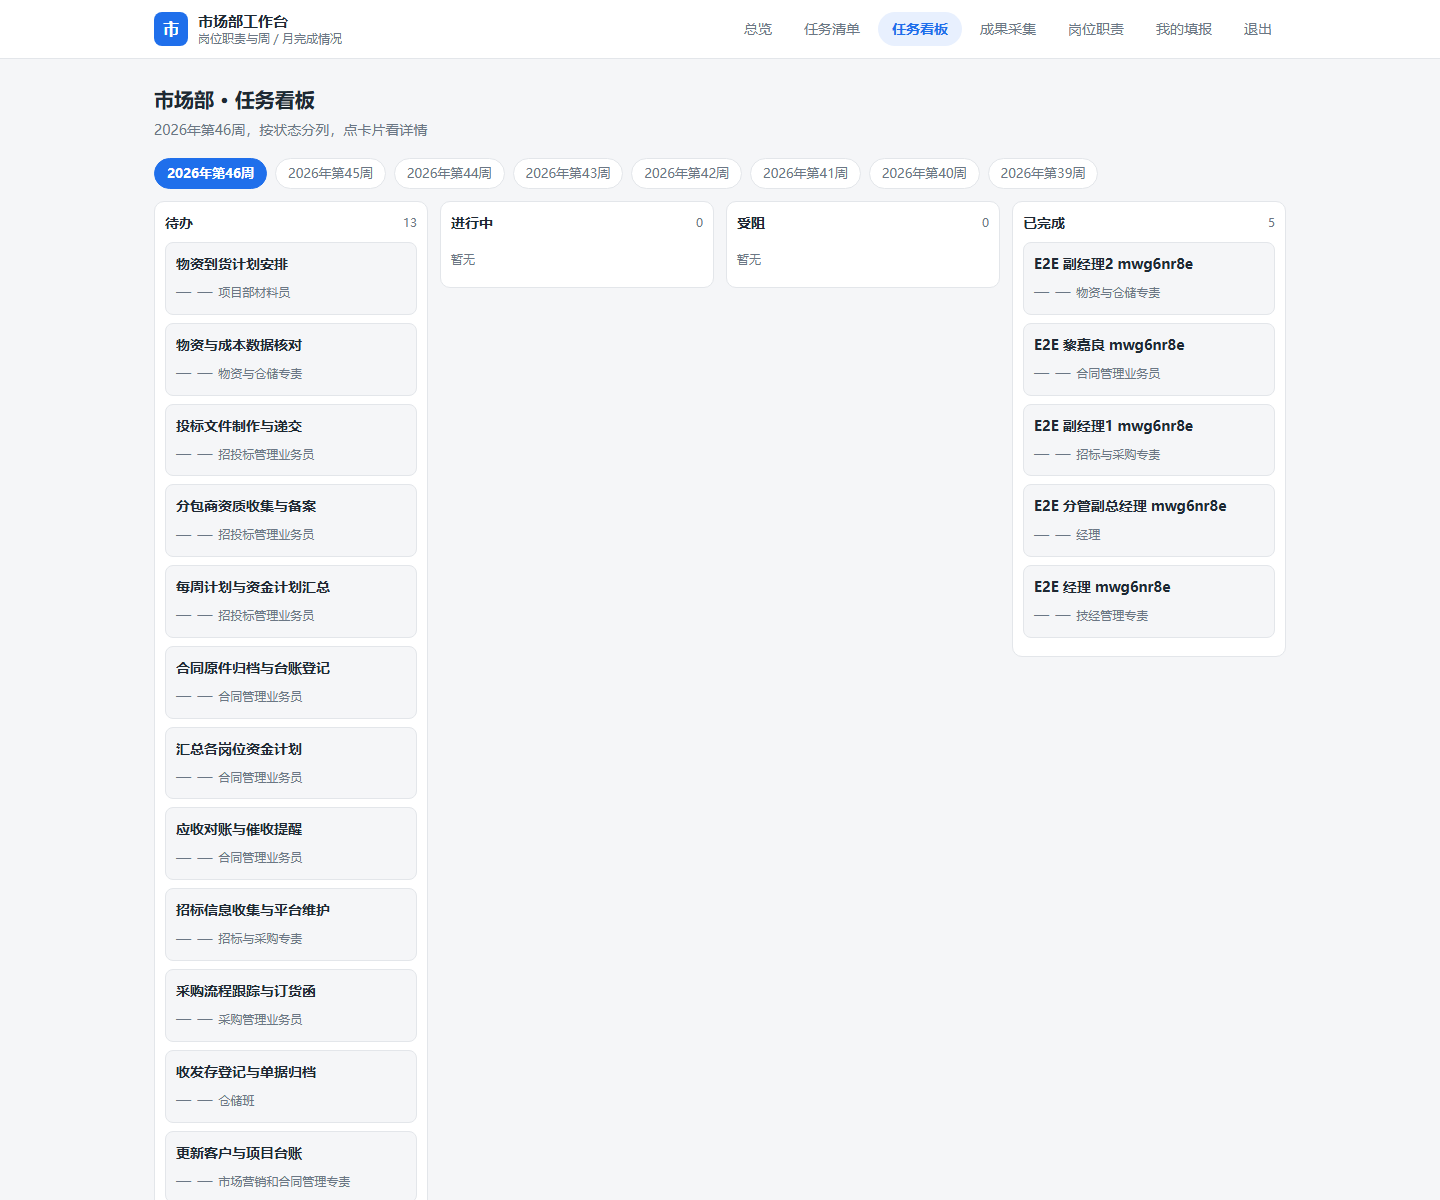 市
市场部工作台
岗位职责与周 / 月完成情况
总览
任务清单
任务看板
成果采集
岗位职责
我的填报
退出
市场部 · 任务看板
2026年第46周，按状态分列，点卡片看详情
2026年第46周
2026年第45周
2026年第44周
2026年第43周
2026年第42周
2026年第41周
2026年第40周
2026年第39周
待办 13
物资到货计划安排
— — 项目部材料员
物资与成本数据核对
— — 物资与仓储专责
投标文件制作与递交
— — 招投标管理业务员
分包商资质收集与备案
— — 招投标管理业务员
每周计划与资金计划汇总
— — 招投标管理业务员
合同原件归档与台账登记
— — 合同管理业务员
汇总各岗位资金计划
— — 合同管理业务员
应收对账与催收提醒
— — 合同管理业务员
招标信息收集与平台维护
— — 招标与采购专责
采购流程跟踪与订货函
— — 采购管理业务员
收发存登记与单据归档
— — 仓储班
更新客户与项目台账
— — 市场营销和合同管理专责
进行中 0
暂无
受阻 0
暂无
已完成 5
E2E 副经理2 mwg6nr8e
— — 物资与仓储专责
E2E 黎嘉良 mwg6nr8e
— — 合同管理业务员
E2E 副经理1 mwg6nr8e
— — 招标与采购专责
E2E 分管副总经理 mwg6nr8e
— — 经理
E2E 经理 mwg6nr8e
— — 技经管理专责